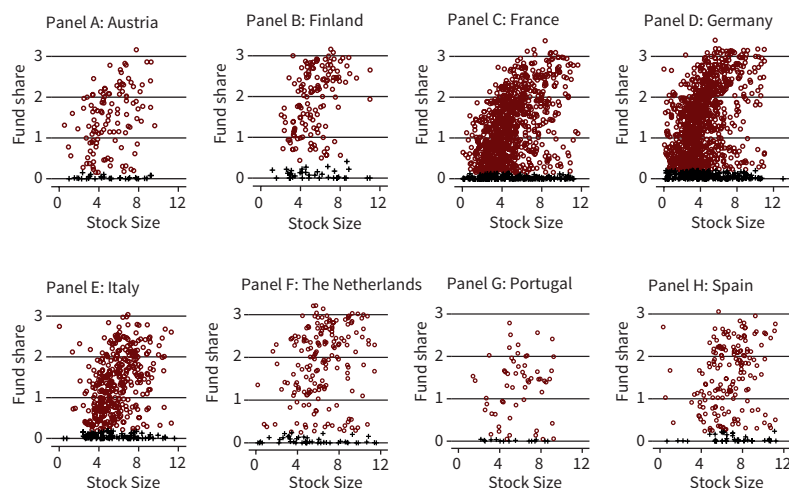 Panel A: Austria
Panel B: Finland
Panel C: France
Panel D: Germany
Fund share
3
2
1
0
0 4 8 12
Stock Size
Fund share
3
2
1
0
0 4 8 12
Stock Size
Fund share
3
2
1
0
0 4 8 12
Stock Size
Fund share
3
2
1
0
0 4 8 12
Stock Size
Panel E: Italy
Panel F: The Netherlands
Panel G: Portugal
Panel H: Spain
Fund share
3
2
1
0
0 4 8 12
Stock Size
Fund share
3
2
1
0
0 4 8 12
Stock Size
Fund share
3
2
1
0
0 4 8 12
Stock Size
Fund share
3
2
1
0
0 4 8 12
Stock Size